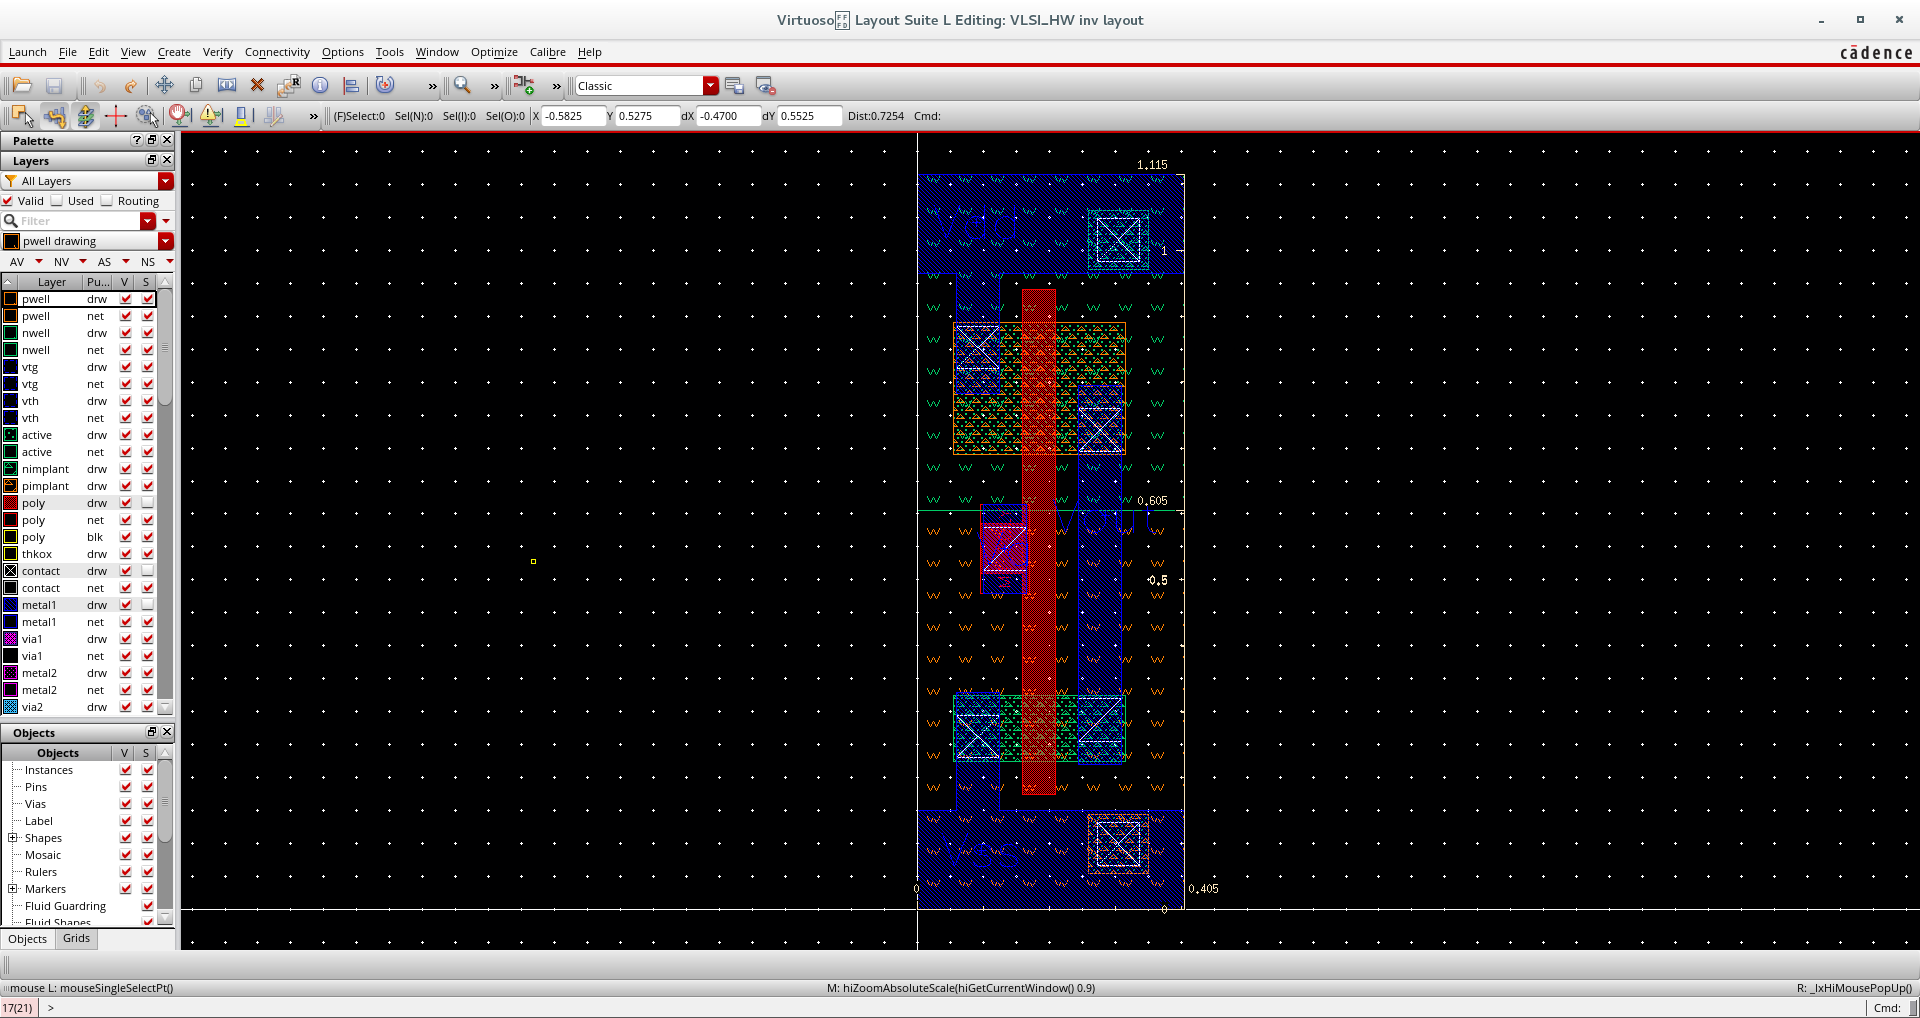 Virtuoso Layout Suite L Editing: VLSI_HW inv layout
Launch File Edit View Create Verify Connectivity Options Tools Window Optimize Calibre Help
cādence
Classic
(F)Select:0 Sel(N):0 Sel(I):0 Sel(O):0 X -0.5825 Y 0.5275 dX -0.4700 dY 0.5525 Dist:0.7254 Cmd:
Palette
Layers
All Layers
Valid Used Routing
Filter
pwell drawing
AV NV AS NS
Layer Pu... V S
pwell drw
pwell net
nwell drw
nwell net
vtg drw
vtg net
vth drw
vth net
active drw
active net
nimplant drw
pimplant drw
poly drw
poly net
poly blk
thkox drw
contact drw
contact net
metal1 drw
metal1 net
via1 drw
via1 net
metal2 drw
metal2 net
via2 drw
Objects
Objects V S
Instances
Pins
Vias
Label
Shapes
Mosaic
Rulers
Markers
Fluid Guardring
Fluid Shapes
Objects Grids
1.115
Vdd
1
0.605
0.5
Vss
0
0.405
0
mouse L: mouseSingleSelectPt()
M: hiZoomAbsoluteScale(hiGetCurrentWindow() 0.9)
R: _lxHiMousePopUp()
17(21) >
Cmd: